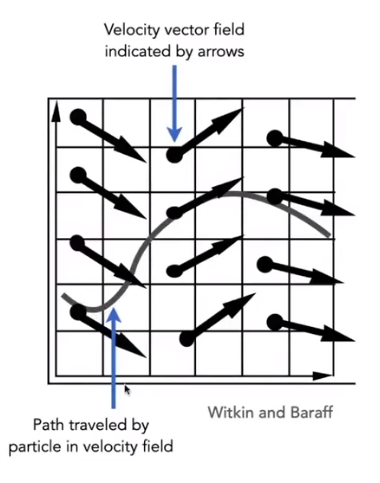 Velocity vector field
indicated by arrows
Witkin and Baraff
Path traveled by
particle in velocity field